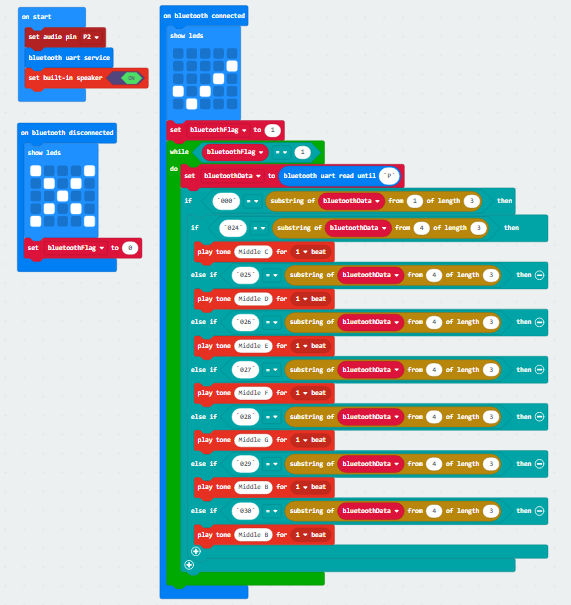 on start
set audio pin P2
bluetooth uart service
set built-in speaker ON
on bluetooth disconnected
show leds
set bluetoothFlag to 0
on bluetooth connected
show leds
set bluetoothFlag to 1
while bluetoothFlag = 1
do set bluetoothData to bluetooth uart read until "P"
if "000" = substring of bluetoothData from 1 of length 3 then
if "024" = substring of bluetoothData from 4 of length 3 then
play tone Middle C for 1 beat
else if "025" = substring of bluetoothData from 4 of length 3 then
play tone Middle D for 1 beat
else if "026" = substring of bluetoothData from 4 of length 3 then
play tone Middle E for 1 beat
else if "027" = substring of bluetoothData from 4 of length 3 then
play tone Middle F for 1 beat
else if "028" = substring of bluetoothData from 4 of length 3 then
play tone Middle G for 1 beat
else if "029" = substring of bluetoothData from 4 of length 3 then
play tone Middle B for 1 beat
else if "030" = substring of bluetoothData from 4 of length 3 then
play tone Middle B for 1 beat